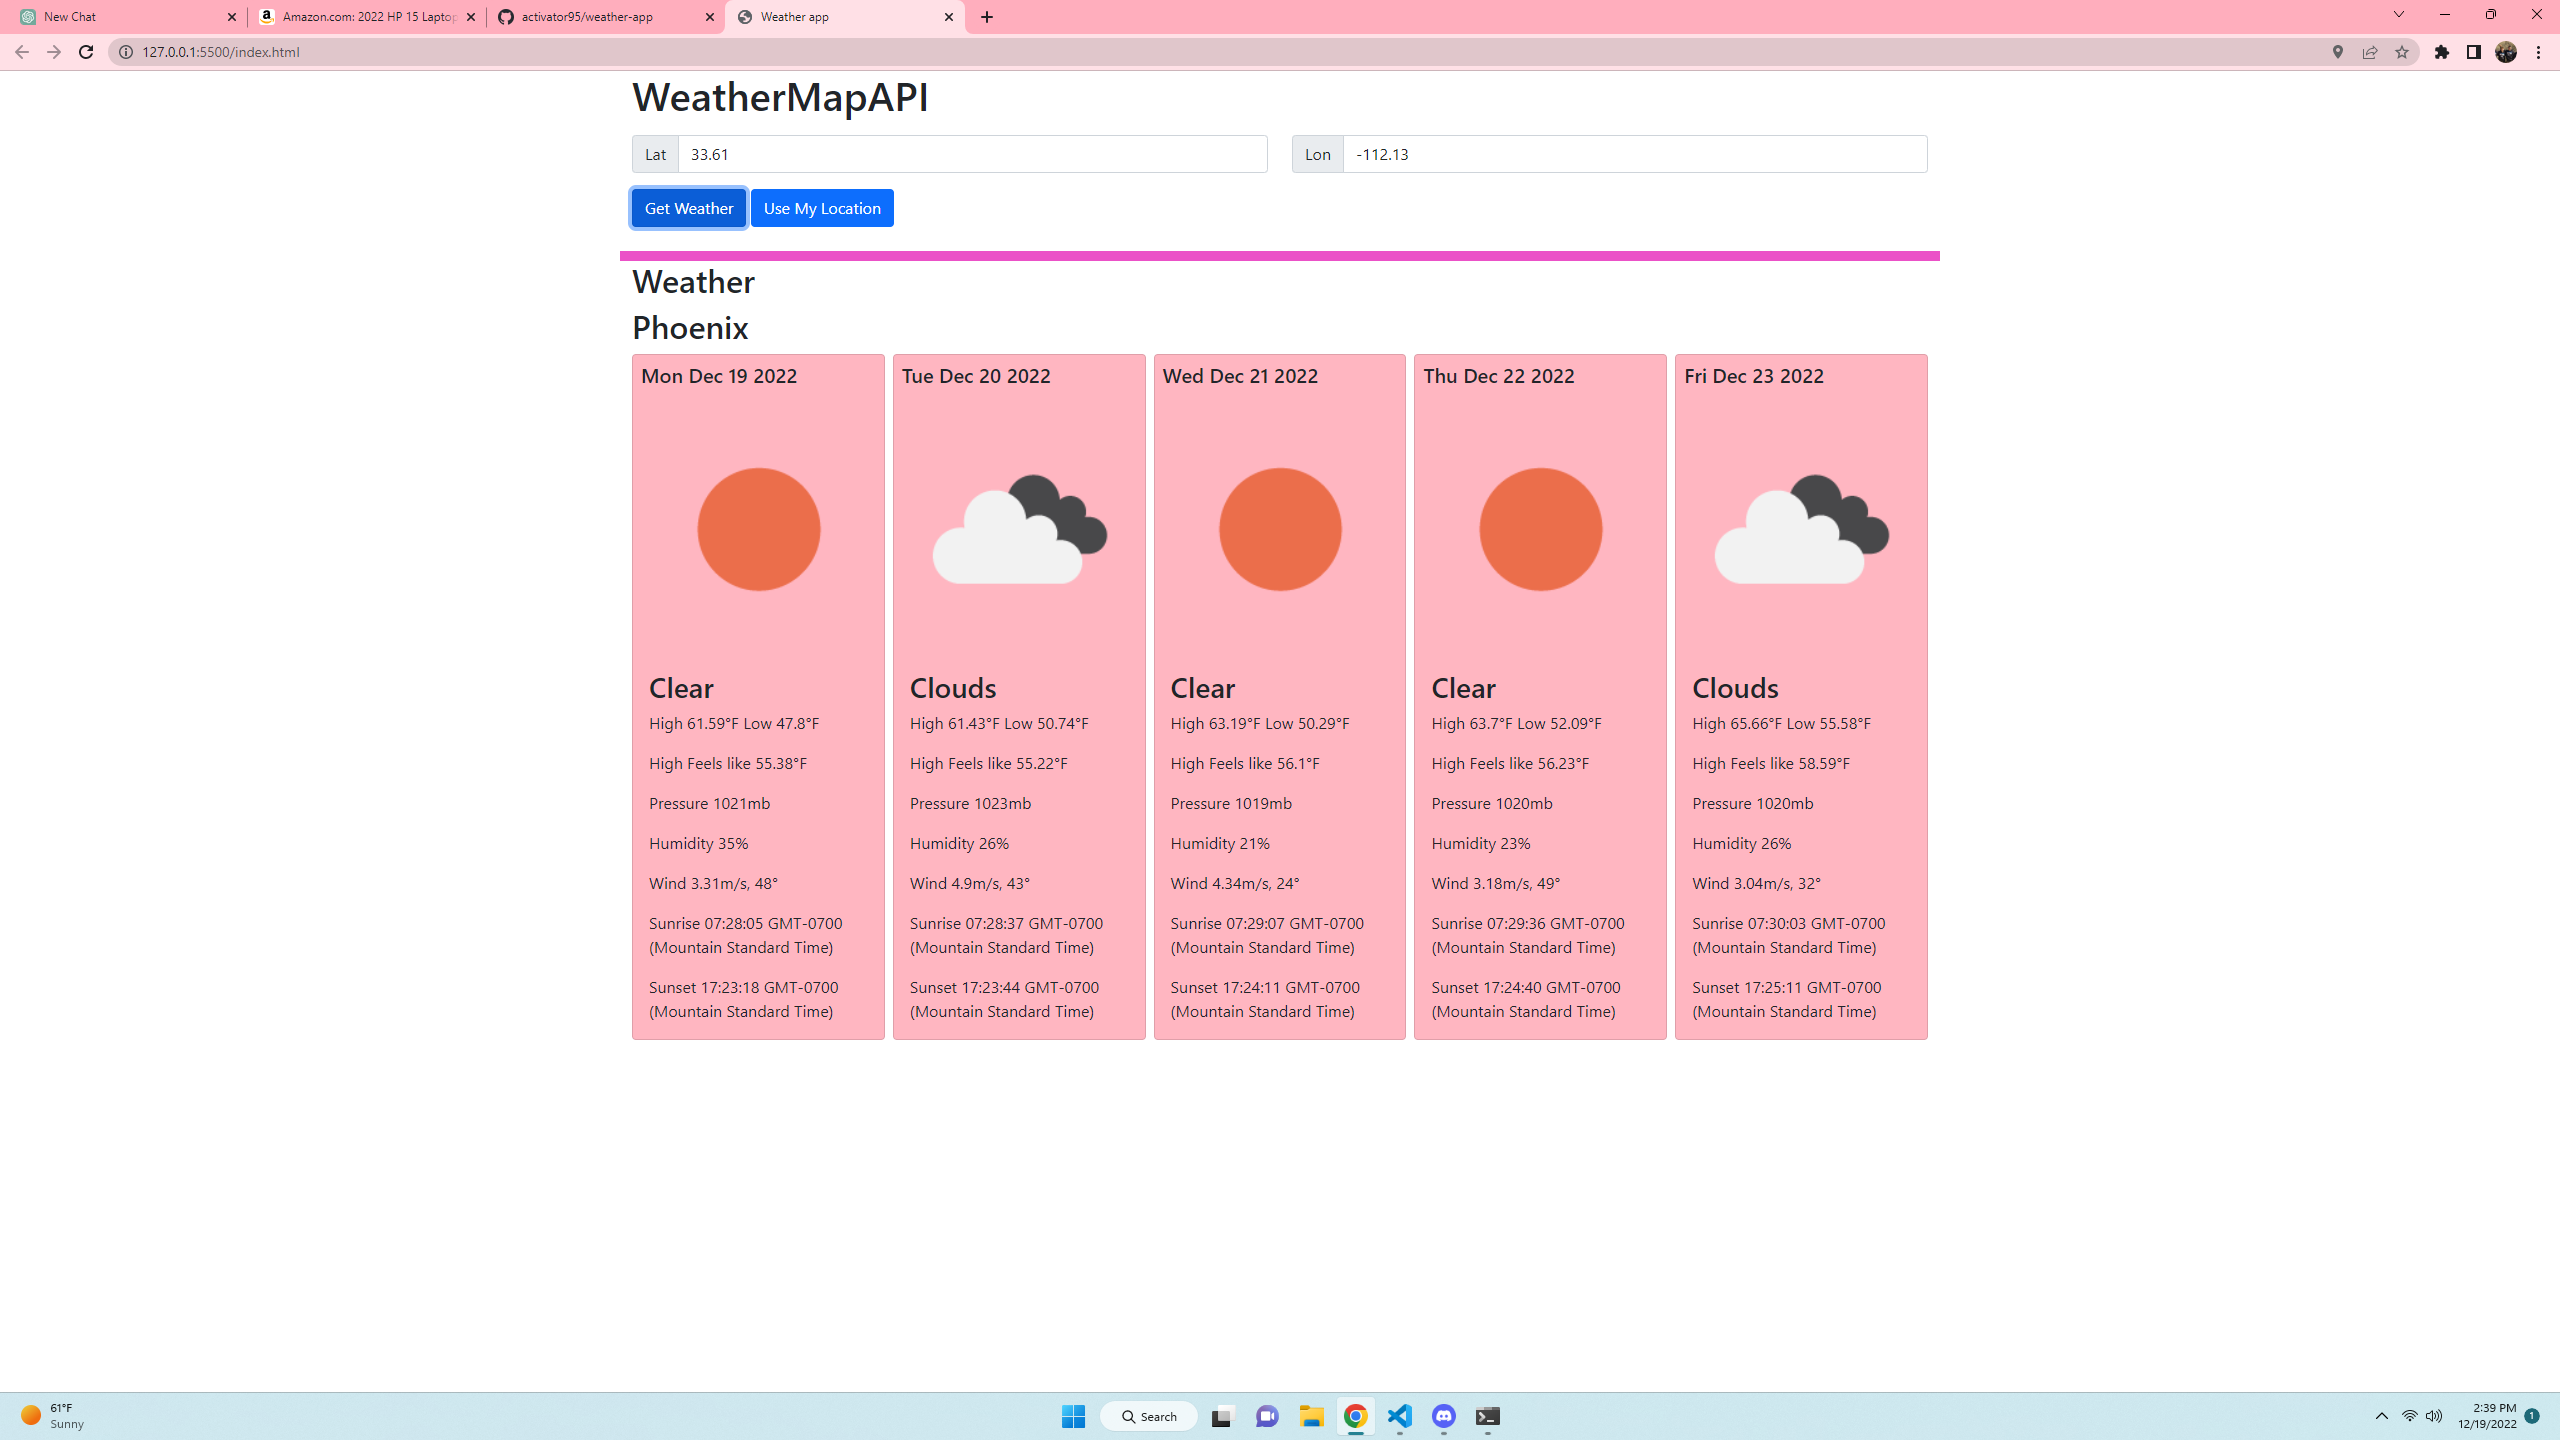 New Chat
Amazon.com: 2022 HP 15 Laptop
activator95/weather-app
Weather app
127.0.0.1:5500/index.html
WeatherMapAPI
Lat 33.61
Lon -112.13
Get Weather
Use My Location
Weather
Phoenix
Mon Dec 19 2022
Clear
High 61.59°F Low 47.8°F
High Feels like 55.38°F
Pressure 1021mb
Humidity 35%
Wind 3.31m/s, 48°
Sunrise 07:28:05 GMT-0700
(Mountain Standard Time)
Sunset 17:23:18 GMT-0700
(Mountain Standard Time)
Tue Dec 20 2022
Clouds
High 61.43°F Low 50.74°F
High Feels like 55.22°F
Pressure 1023mb
Humidity 26%
Wind 4.9m/s, 43°
Sunrise 07:28:37 GMT-0700
(Mountain Standard Time)
Sunset 17:23:44 GMT-0700
(Mountain Standard Time)
Wed Dec 21 2022
Clear
High 63.19°F Low 50.29°F
High Feels like 56.1°F
Pressure 1019mb
Humidity 21%
Wind 4.34m/s, 24°
Sunrise 07:29:07 GMT-0700
(Mountain Standard Time)
Sunset 17:24:11 GMT-0700
(Mountain Standard Time)
Thu Dec 22 2022
Clear
High 63.7°F Low 52.09°F
High Feels like 56.23°F
Pressure 1020mb
Humidity 23%
Wind 3.18m/s, 49°
Sunrise 07:29:36 GMT-0700
(Mountain Standard Time)
Sunset 17:24:40 GMT-0700
(Mountain Standard Time)
Fri Dec 23 2022
Clouds
High 65.66°F Low 55.58°F
High Feels like 58.59°F
Pressure 1020mb
Humidity 26%
Wind 3.04m/s, 32°
Sunrise 07:30:03 GMT-0700
(Mountain Standard Time)
Sunset 17:25:11 GMT-0700
(Mountain Standard Time)
61°F
Sunny
Search
2:39 PM
12/19/2022
1